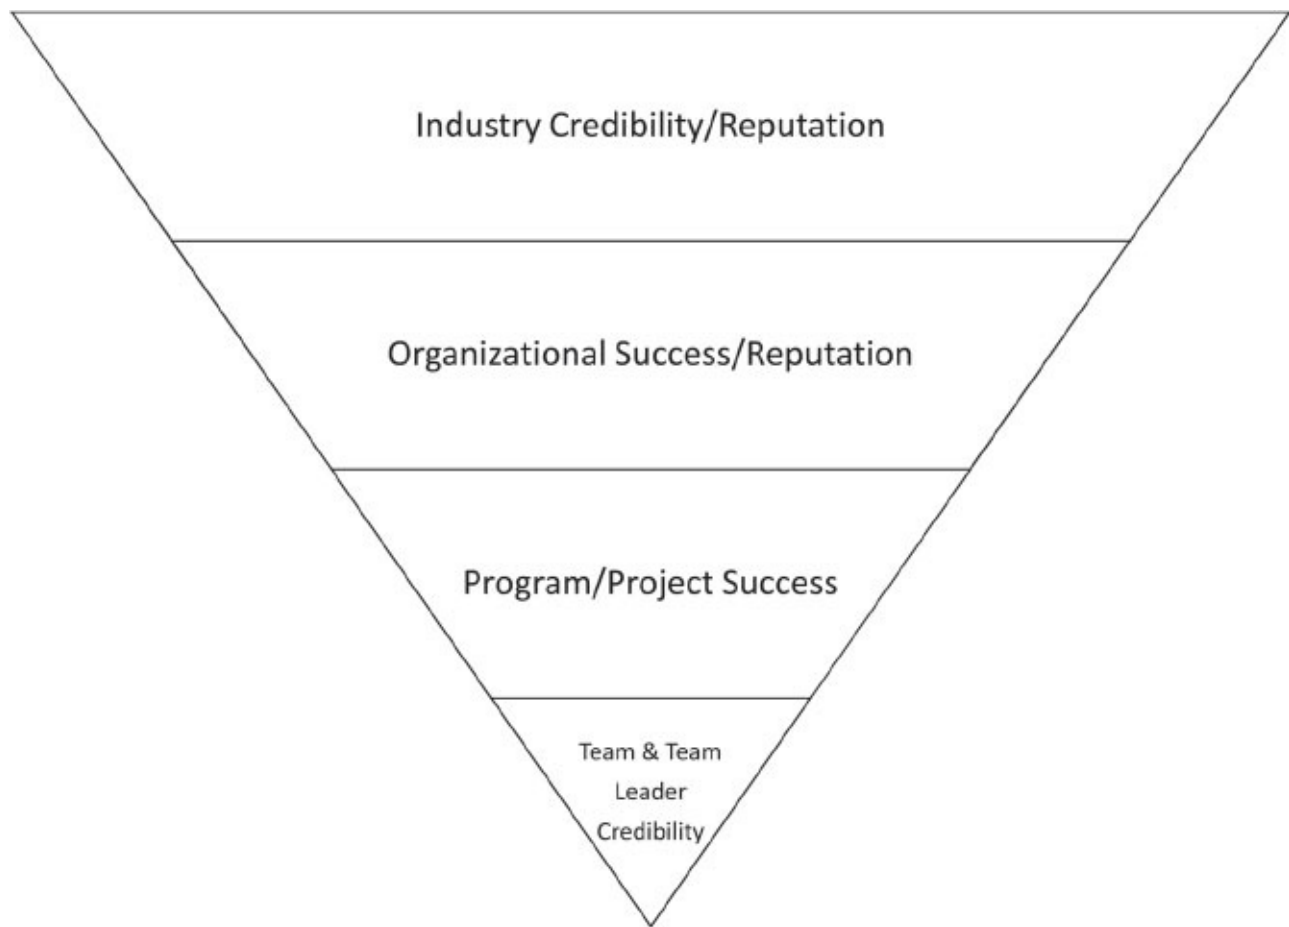 Industry Credibility/Reputation
Organizational Success/Reputation
Program/Project Success
Team & Team
Leader
Credibility